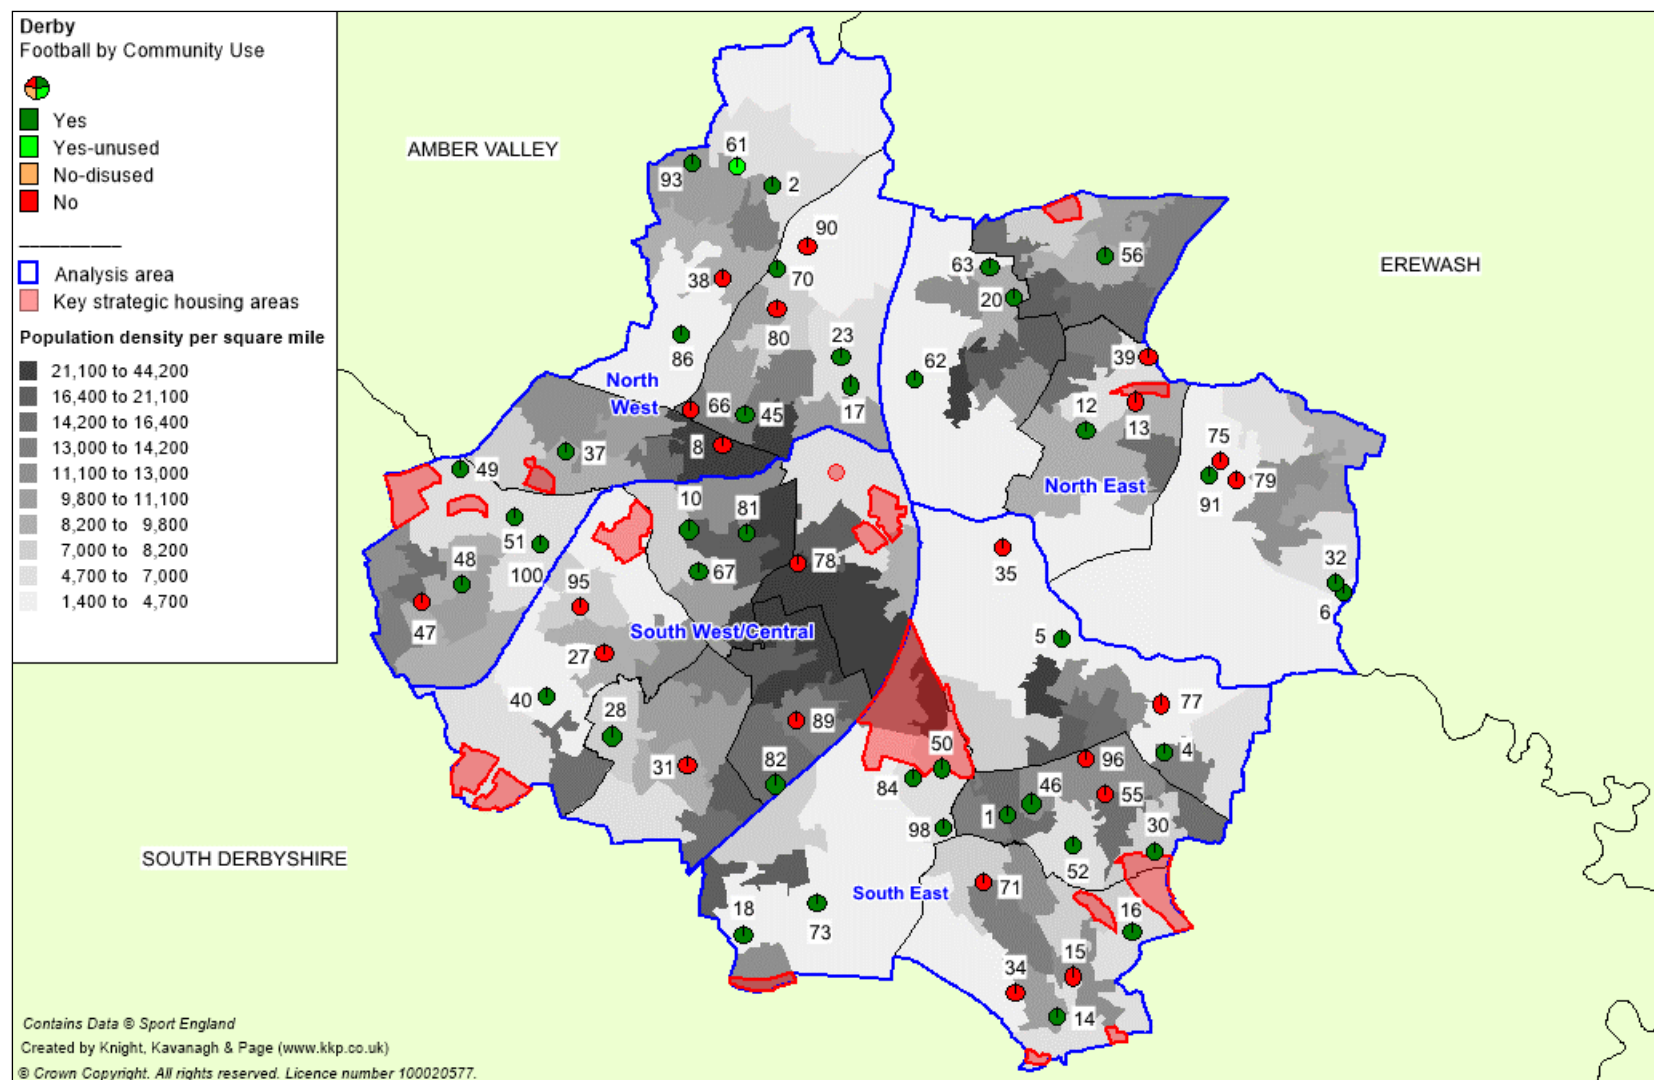 Derby
Football by Community Use
Yes
Yes-unused
No-disused
No
Analysis area
Key strategic housing areas
Population density per square mile
21,100 to 44,200
16,400 to 21,100
14,200 to 16,400
13,000 to 14,200
11,100 to 13,000
9,800 to 11,100
8,200 to 9,800
7,000 to 8,200
4,700 to 7,000
1,400 to 4,700
AMBER VALLEY
EREWASH
SOUTH DERBYSHIRE
61
93
2
90
70
38
80
86
23
17
North
West
66
45
8
37
49
63
56
20
62
39
12
13
North East
75
79
91
32
6
10
81
51
48
100
47
95
67
78
South West/Central
27
40
28
31
89
82
35
5
77
4
50
84
96
46
55
1
30
98
52
South East
71
18
73
16
15
34
14
Contains Data © Sport England
Created by Knight, Kavanagh & Page (www.kkp.co.uk)
© Crown Copyright. All rights reserved. Licence number 100020577.